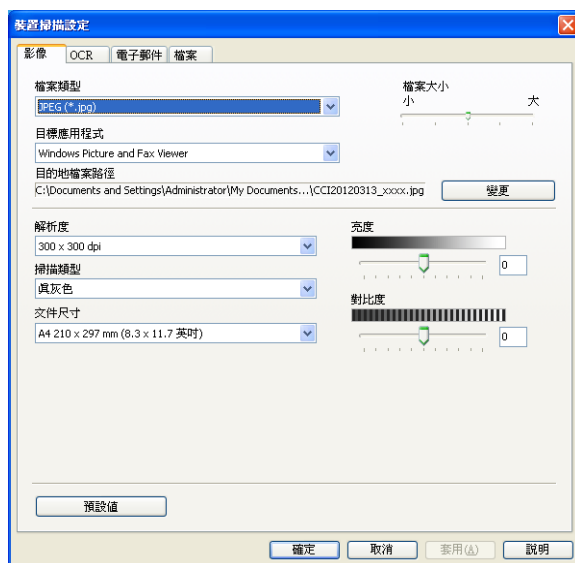 裝置掃描設定
影像 OCR 電子郵件 檔案
檔案類型 檔案大小
小 大
JPEG (*.jpg)
目標應用程式
Windows Picture and Fax Viewer
目的地檔案路徑
C:\Documents and Settings\Administrator\My Documents...\CCI20120313_xxxx.jpg 變更
解析度 亮度
300 x 300 dpi
0
掃描類型
真灰色
對比度
文件尺寸
A4 210 x 297 mm (8.3 x 11.7 英吋)
0
預設值
確定 取消 套用(A) 說明